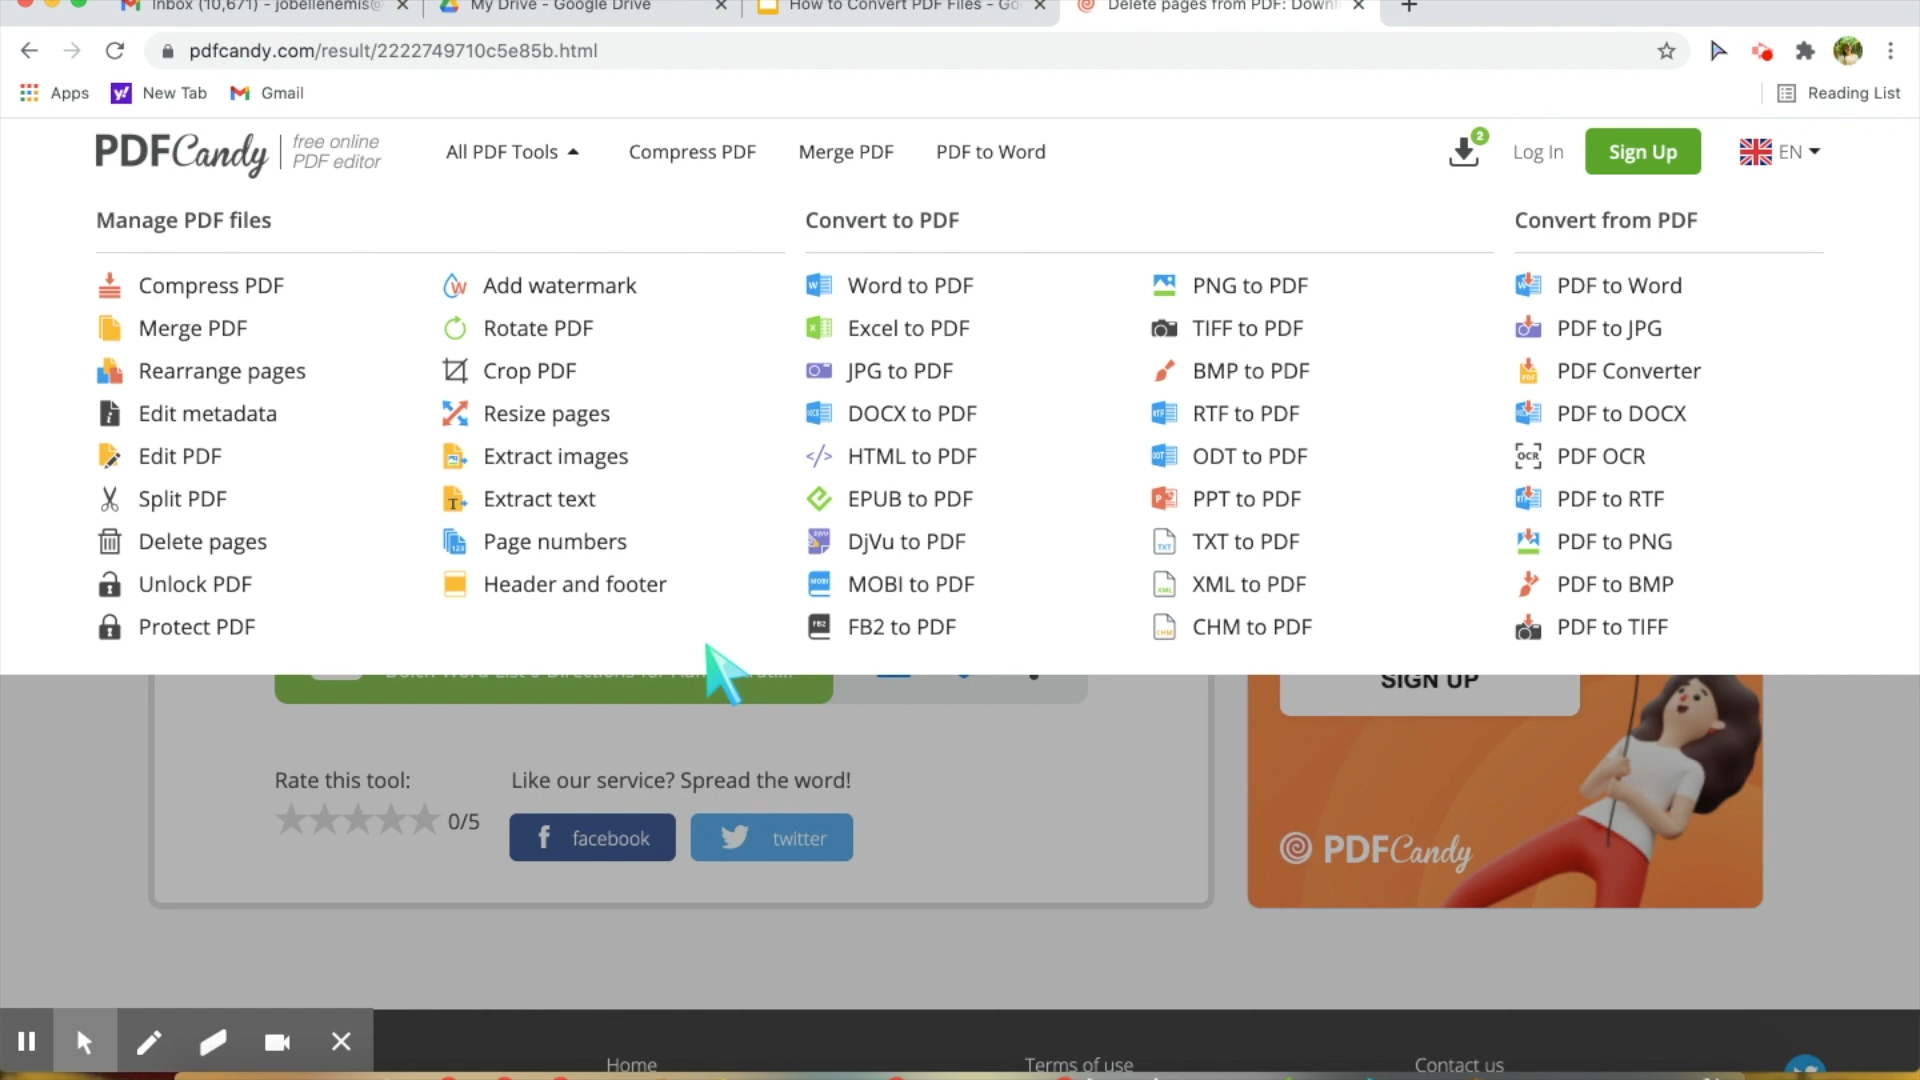 Inbox (10,671) - jobellenemis@
My Drive - Google Drive
How to Convert PDF Files - Go
Delete pages from PDF: Downl
pdfcandy.com/result/2222749710c5e85b.html
Apps
New Tab
Gmail
Reading List
PDFCandy
free online
PDF editor
All PDF Tools
Compress PDF
Merge PDF
PDF to Word
2
Log In
Sign Up
EN
Manage PDF files
Compress PDF
Merge PDF
Rearrange pages
Edit metadata
Edit PDF
Split PDF
Delete pages
Unlock PDF
Protect PDF
Add watermark
Rotate PDF
Crop PDF
Resize pages
Extract images
Extract text
Page numbers
Header and footer
Convert to PDF
Word to PDF
Excel to PDF
JPG to PDF
DOCX to PDF
HTML to PDF
EPUB to PDF
DjVu to PDF
MOBI to PDF
FB2 to PDF
PNG to PDF
TIFF to PDF
BMP to PDF
RTF to PDF
ODT to PDF
PPT to PDF
TXT to PDF
XML to PDF
CHM to PDF
Convert from PDF
PDF to Word
PDF to JPG
PDF Converter
PDF to DOCX
PDF OCR
PDF to RTF
PDF to PNG
PDF to BMP
PDF to TIFF
SIGN UP
Rate this tool:
0/5
Like our service? Spread the word!
facebook
twitter
PDFCandy
Home
Terms of use
Contact us